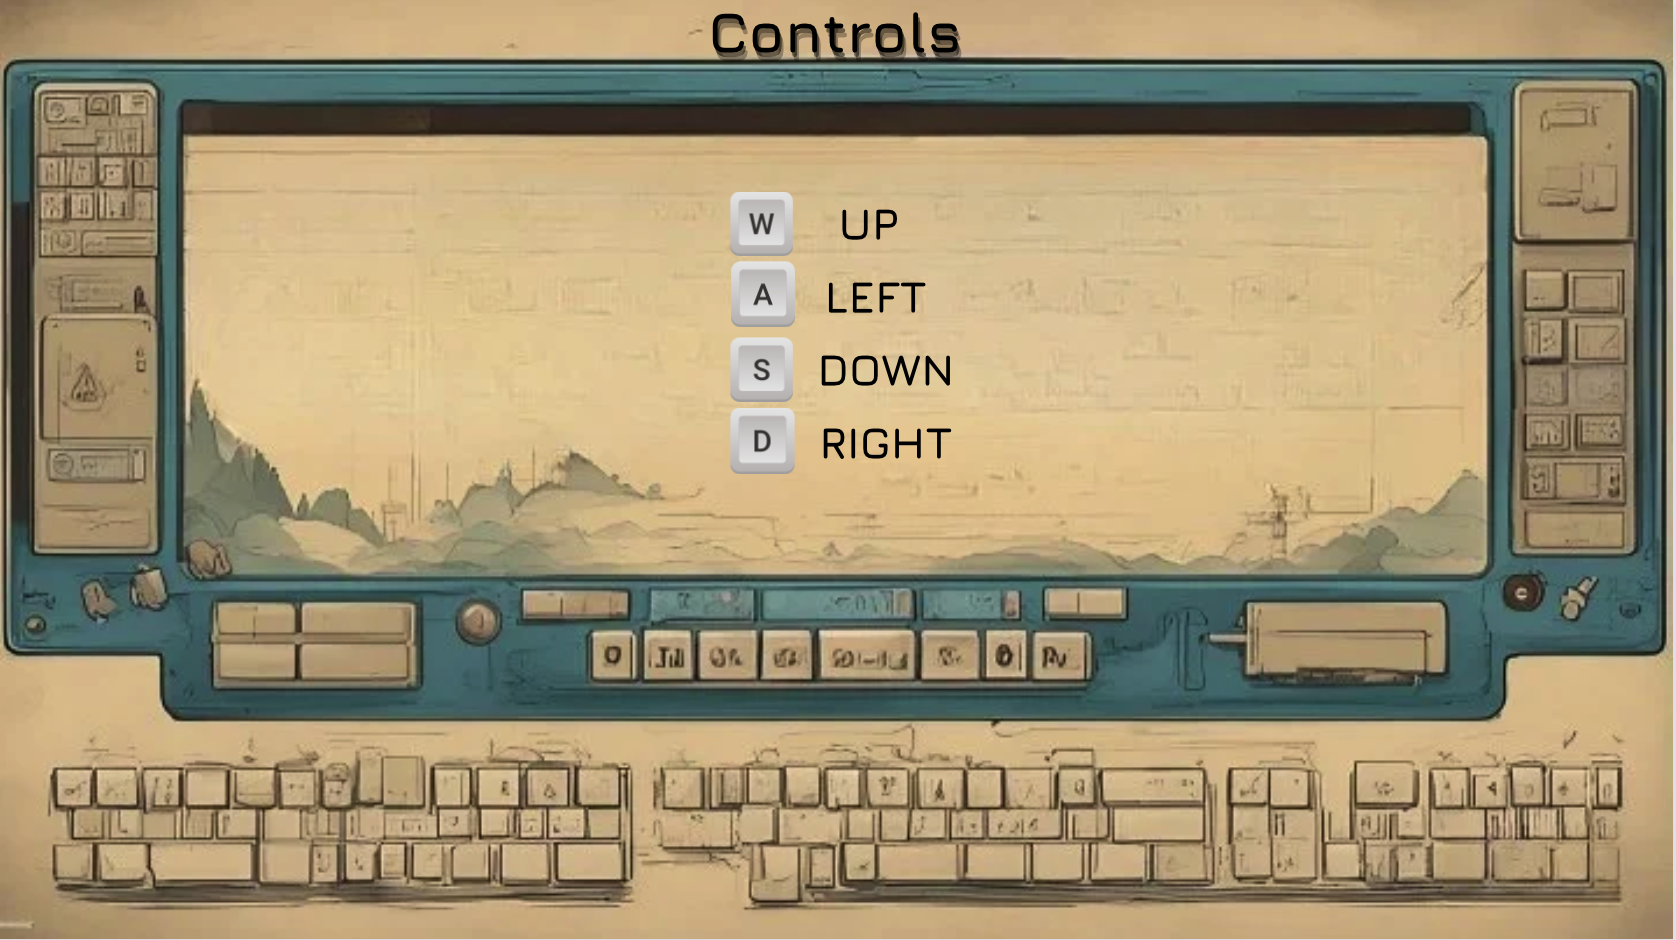 Controls
W UP
A LEFT
S DOWN
D RIGHT